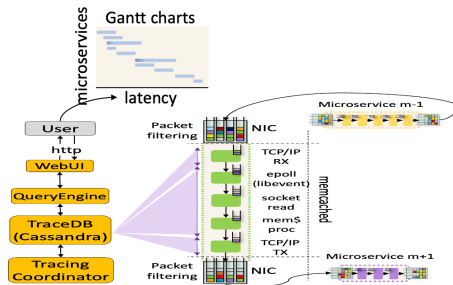 Gantt charts
microservices
latency
User
http
WebUI
QueryEngine
TraceDB
(Cassandra)
Tracing
Coordinator
Packet
filtering
NIC
TCP/IP
RX
epoll
(libevent)
socket
read
mem$
proc
TCP/IP
TX
memcached
Packet
filtering
NIC
Microservice m-1
Microservice m+1